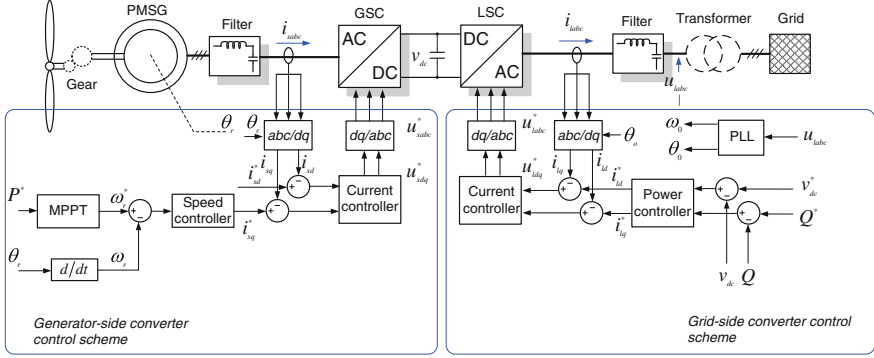 PMSG
Filter
i_sabc
GSC
LSC
i_labc
Filter
Transformer
Grid
Gear
AC
DC
v_dc
DC
AC
u_labc
θ_r
θ_r
abc/dq
dq/abc
u*_sabc
dq/abc
u*_labc
abc/dq
θ_o
ω_0
θ_0
PLL
u_labc
i_sq
i_sd
i*_sd
u*_sdq
u*_ldq
i_lq
i_ld
i*_ld
P*
MPPT
ω*_r
Speed controller
i*_sq
Current controller
Current controller
i*_lq
Power controller
v*_dc
Q*
θ_r
d/dt
ω_r
v_dc
Q
Generator-side converter
control scheme
Grid-side converter control
scheme